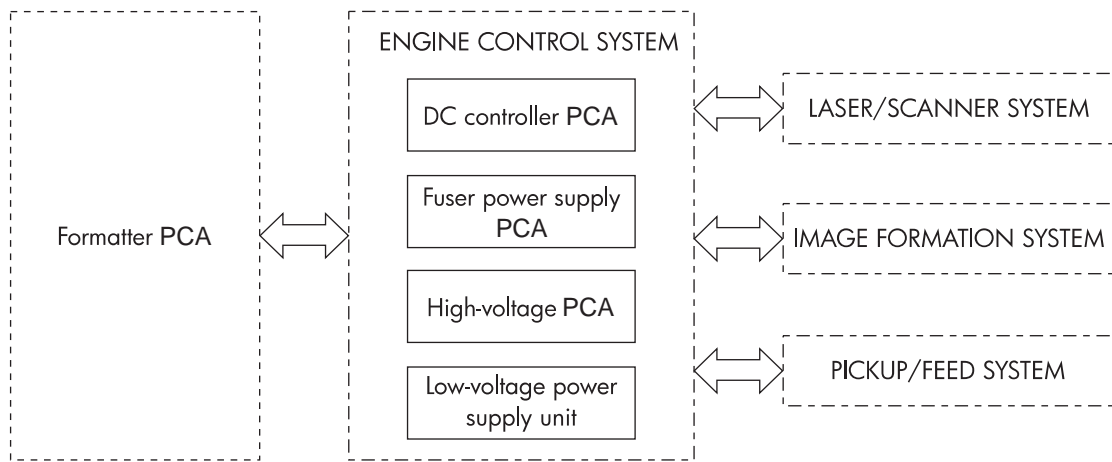 Formatter PCA
ENGINE CONTROL SYSTEM
DC controller PCA
Fuser power supply
PCA
High-voltage PCA
Low-voltage power
supply unit
LASER/SCANNER SYSTEM
IMAGE FORMATION SYSTEM
PICKUP/FEED SYSTEM